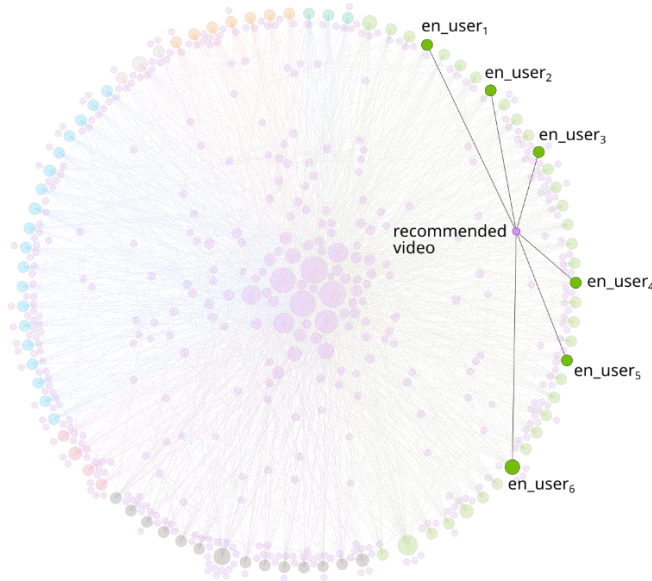 en_user₁
en_user₂
en_user₃
recommended
video
en_user₄
en_user₅
en_user₆